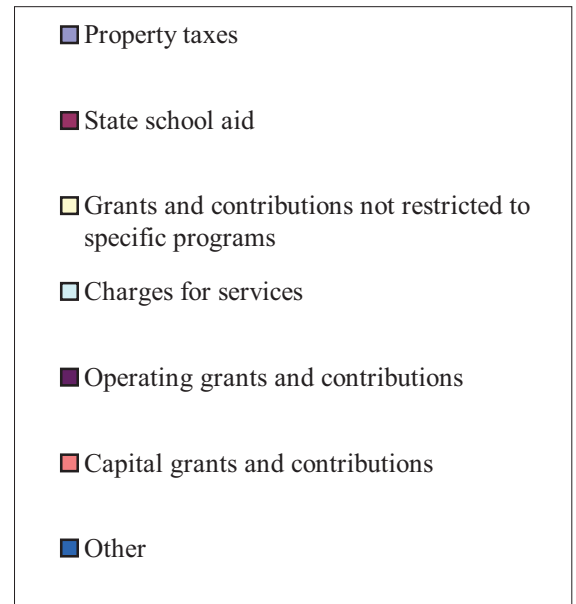 Property taxes
State school aid
Grants and contributions not restricted to
specific programs
Charges for services
Operating grants and contributions
Capital grants and contributions
Other